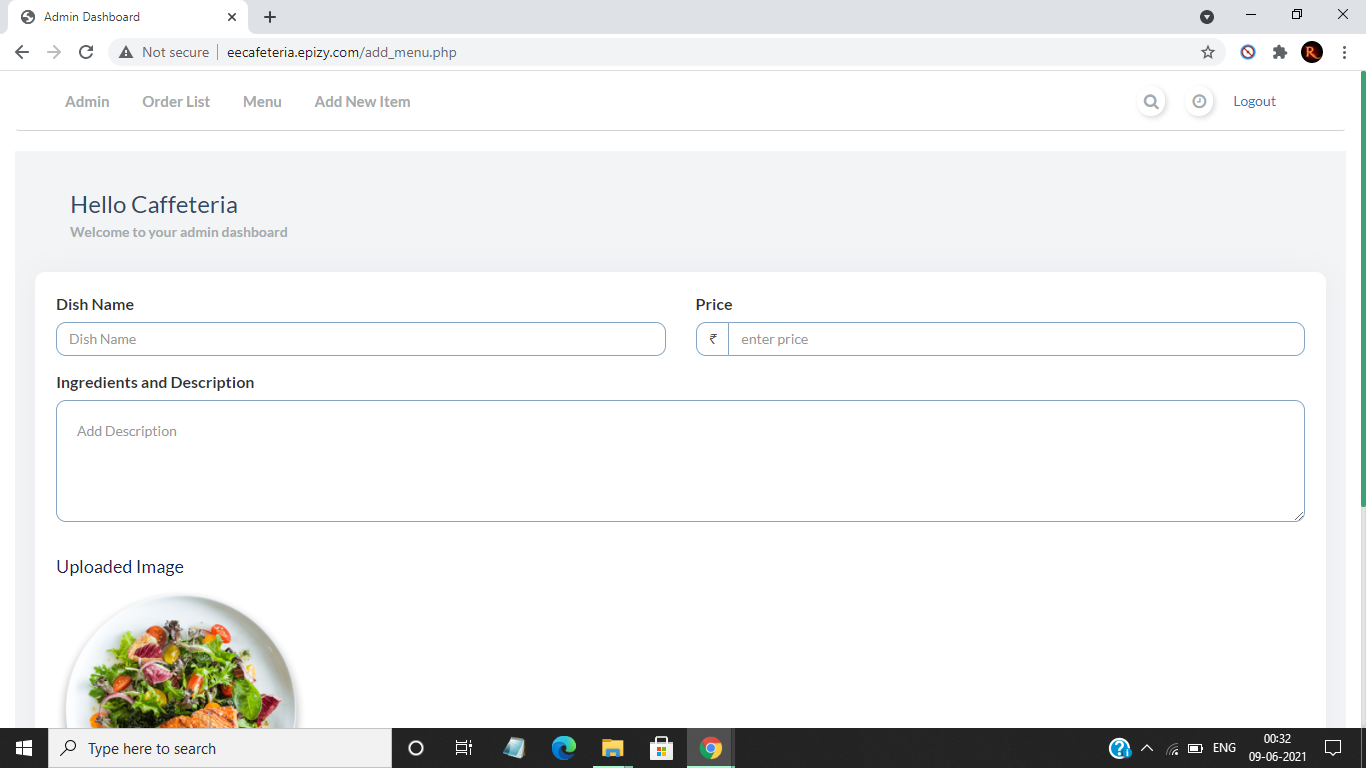 Admin Dashboard
Not secure eecafeteria.epizy.com/add_menu.php
Admin Order List Menu Add New Item Logout
Hello Caffeteria
Welcome to your admin dashboard
Dish Name Price
Dish Name ₹ enter price
Ingredients and Description
Add Description
Uploaded Image
Type here to search ENG 00:32
09-06-2021